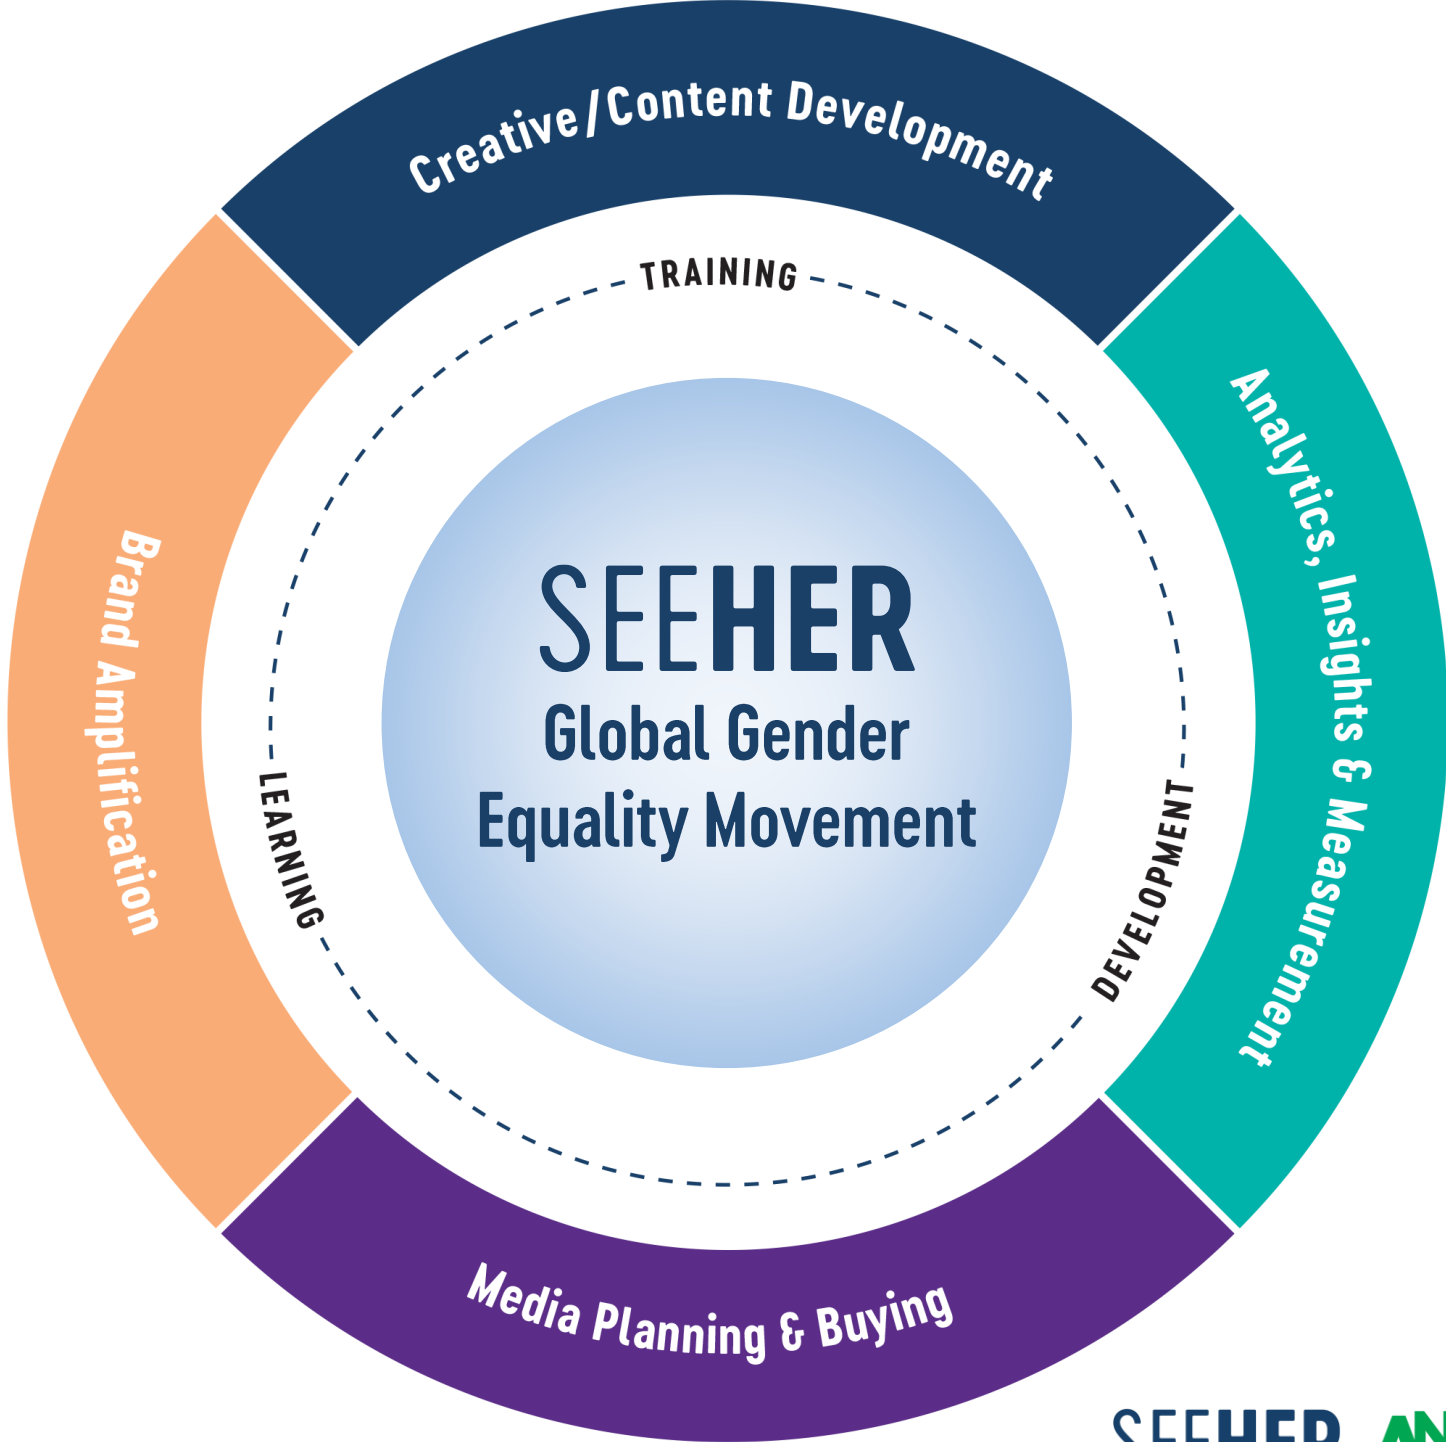 Creative/Content Development
TRAINING
Analytics, Insights & Measurement
DEVELOPMENT
SEEHER
Global Gender
Equality Movement
LEARNING
Brand Amplification
Media Planning & Buying
SEEHER